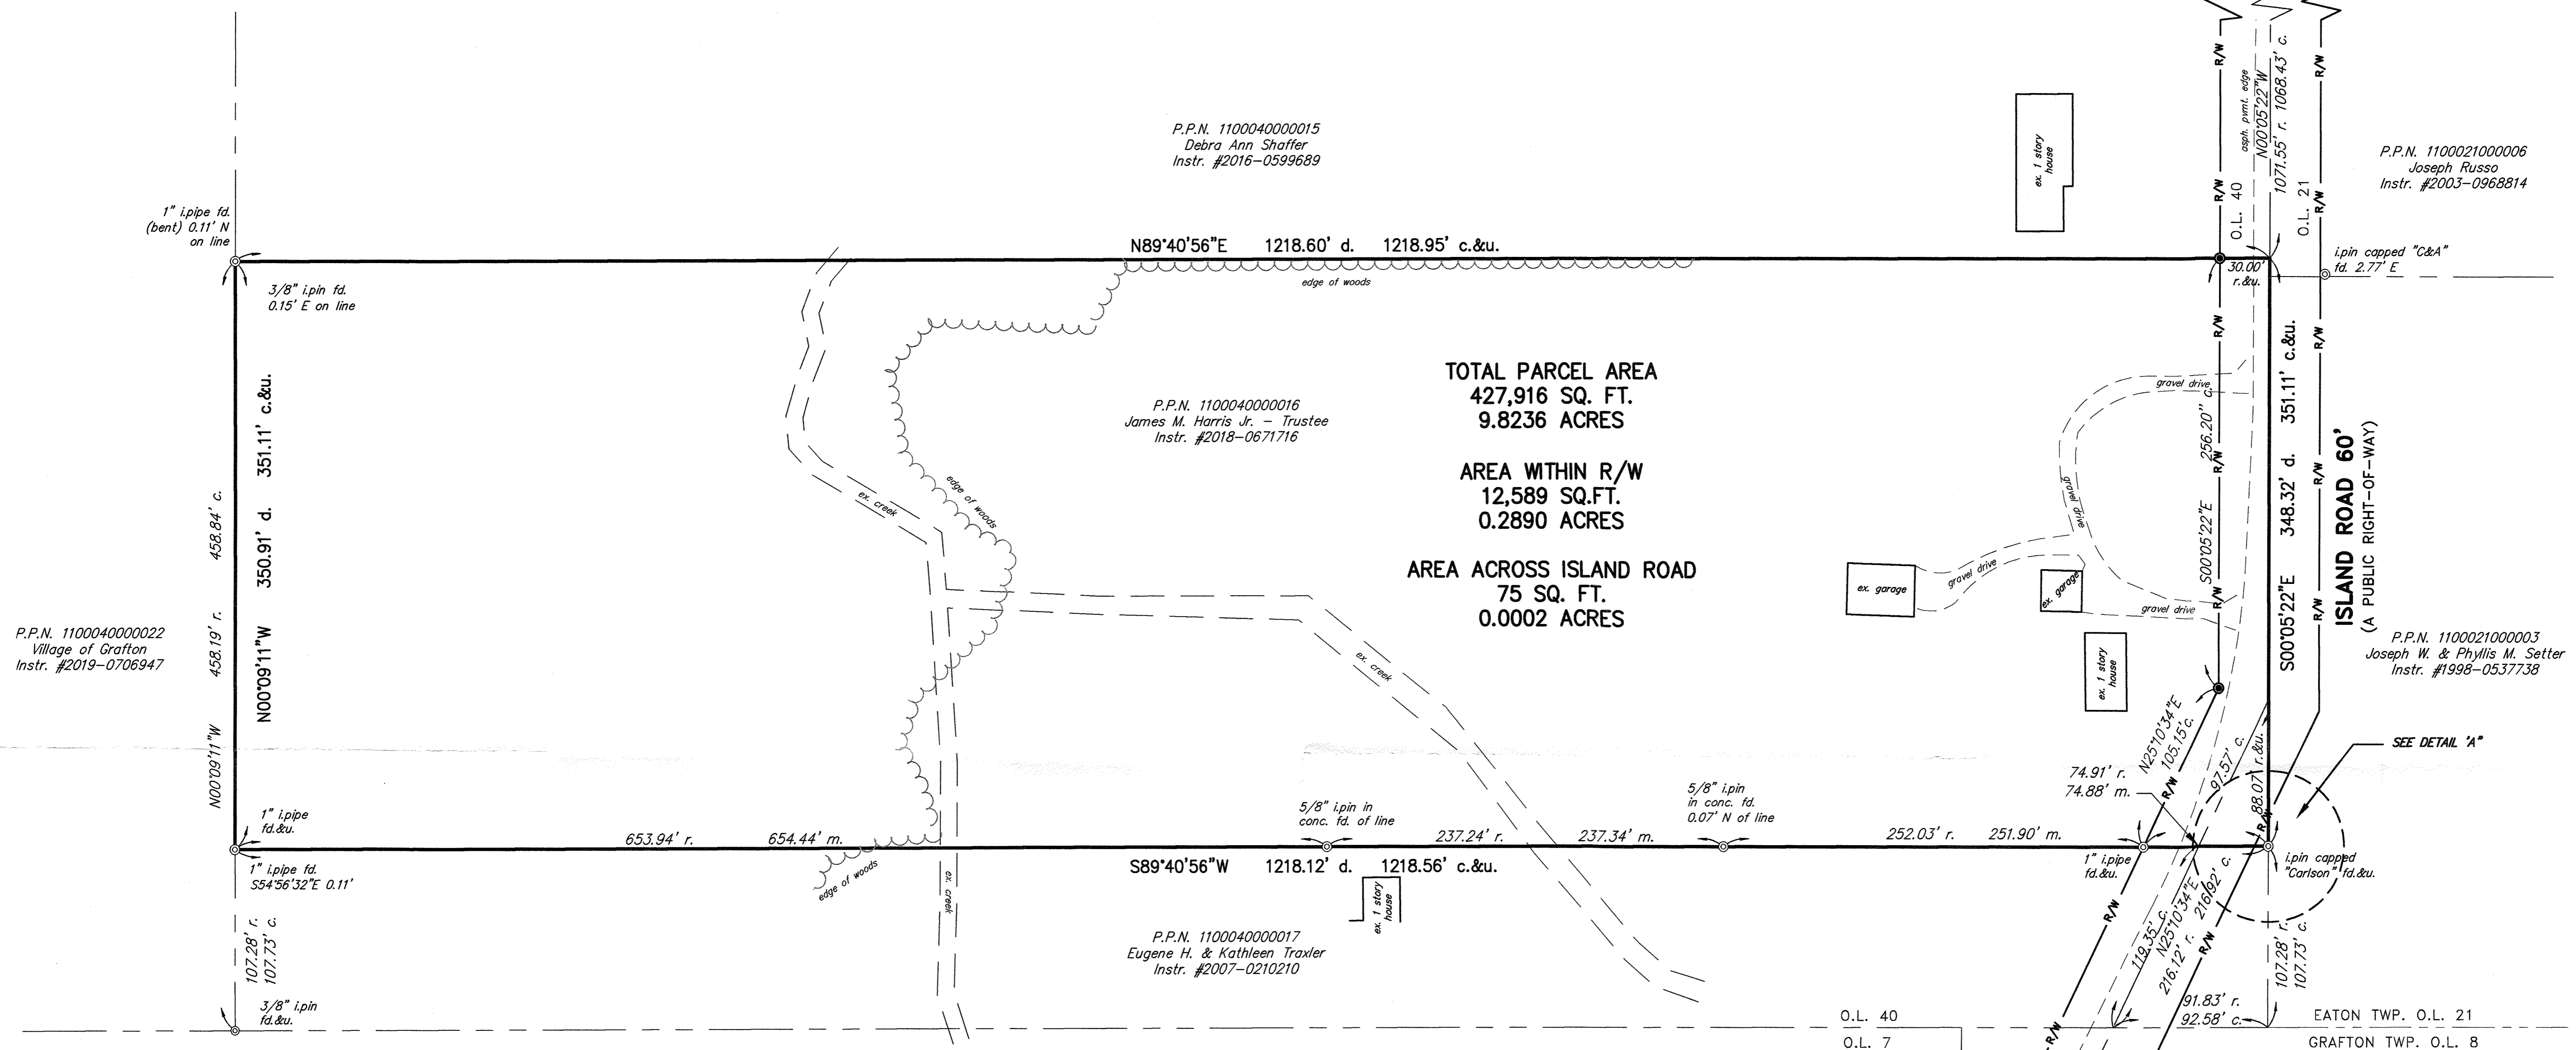 P.P.N. 1100040000015
Debra Ann Shaffer
Instr. #2016-0599689
ex. 1 story
house
R/W
R/W
asph. pvmt. edge
N00°05'22"W
1071.55' r. 1068.43' c.
R/W
R/W
O.L. 40
O.L. 21
P.P.N. 1100021000006
Joseph Russo
Instr. #2003-0968814
1" i.pipe fd.
(bent) 0.11' N
on line
N89°40'56"E 1218.60' d. 1218.95' c.&u.
edge of woods
30.00'
r.&u.
i.pin capped "C&A"
fd. 2.77' E
3/8" i.pin fd.
0.15' E on line
TOTAL PARCEL AREA
427,916 SQ. FT.
9.8236 ACRES
AREA WITHIN R/W
12,589 SQ.FT.
0.2890 ACRES
AREA ACROSS ISLAND ROAD
75 SQ. FT.
0.0002 ACRES
P.P.N. 1100040000016
James M. Harris Jr. - Trustee
Instr. #2018-0671716
ex. creek
edge of woods
ex. creek
gravel drive
gravel drive
gravel drive
gravel drive
ex. garage
ex. garage
ex. 1 story
house
R/W
R/W
R/W
S00°05'22"E 256.20" c.
R/W
R/W
R/W
S00°05'22"E 348.32' d. 351.11' c.&u.
ISLAND ROAD 60'
(A PUBLIC RIGHT-OF-WAY)
P.P.N. 1100021000003
Joseph W. & Phyllis M. Setter
Instr. #1998-0537738
P.P.N. 1100040000022
Village of Grafton
Instr. #2019-0706947
N00°09'11"W 458.19' r. 458.84' c.
N00°09'11"W 350.91' d. 351.11' c.&u.
SEE DETAIL 'A'
N25°10'34"E
105.15' c.
R/W
97.57' c.
88.07' r.&u.
R/W
74.91' r.
74.88' m.
1" i.pipe
fd.&u.
653.94' r. 654.44' m.
5/8" i.pin in
conc. fd. of line
237.24' r. 237.34' m.
5/8" i.pin
in conc. fd.
0.07' N of line
252.03' r. 251.90' m.
1" i.pipe fd.
S54°56'32"E 0.11'
edge of woods
ex. creek
S89°40'56"W 1218.12' d. 1218.56' c.&u.
ex. 1 story
house
1" i.pipe
fd.&u.
i.pin capped
"Carlson" fd.&u.
P.P.N. 1100040000017
Eugene H. & Kathleen Traxler
Instr. #2007-0210210
107.28' r.
107.73' c.
3/8" i.pin
fd.&u.
R/W
R/W
119.35' c.
N25°10'34"E
216.12' r. 216.92' c.
R/W
107.28' r.
107.73' c.
91.83' r.
92.58' c.
O.L. 40
O.L. 7
EATON TWP. O.L. 21
GRAFTON TWP. O.L. 8